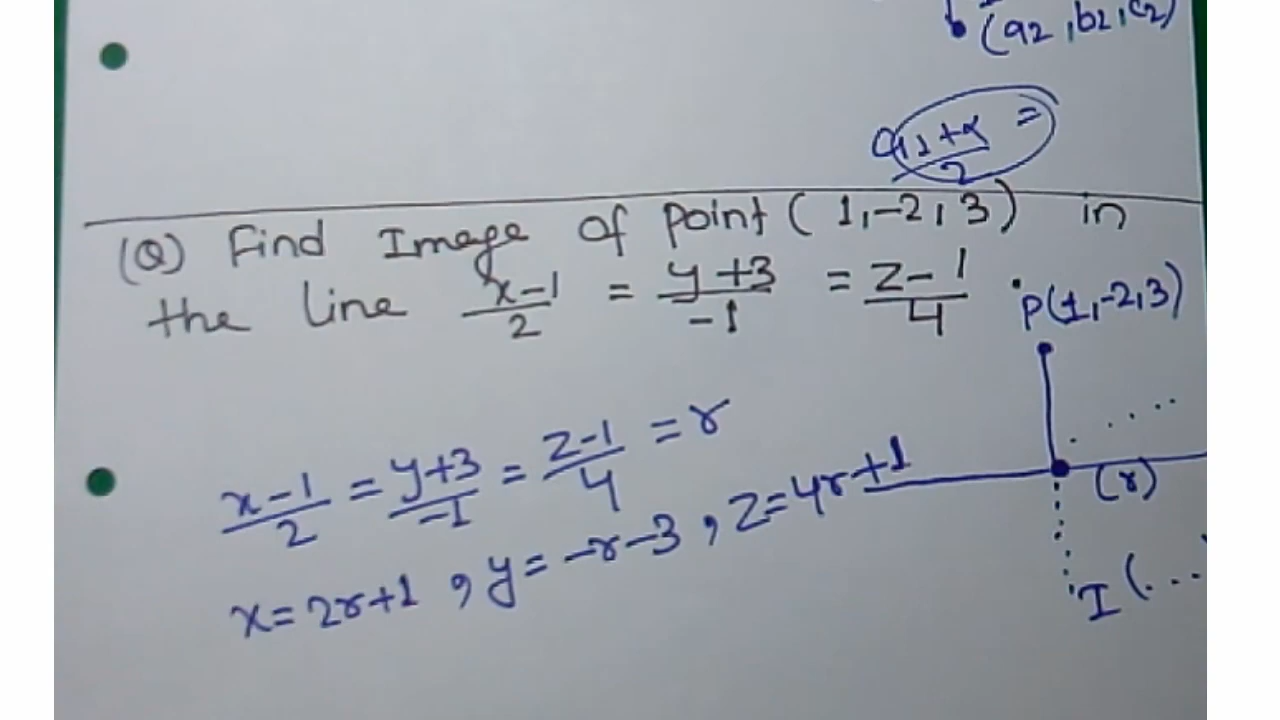 (a2, b2, c2)
a1+α/2 =
(Q) Find Image of point (1,-2,3) in
the line x-1/2 = y+3/-1 = z-1/4
P(1,-2,3)
x-1/2 = y+3/-1 = z-1/4 = r
(r)
x=2r+1, y=-r-3, z=4r+1
I(...